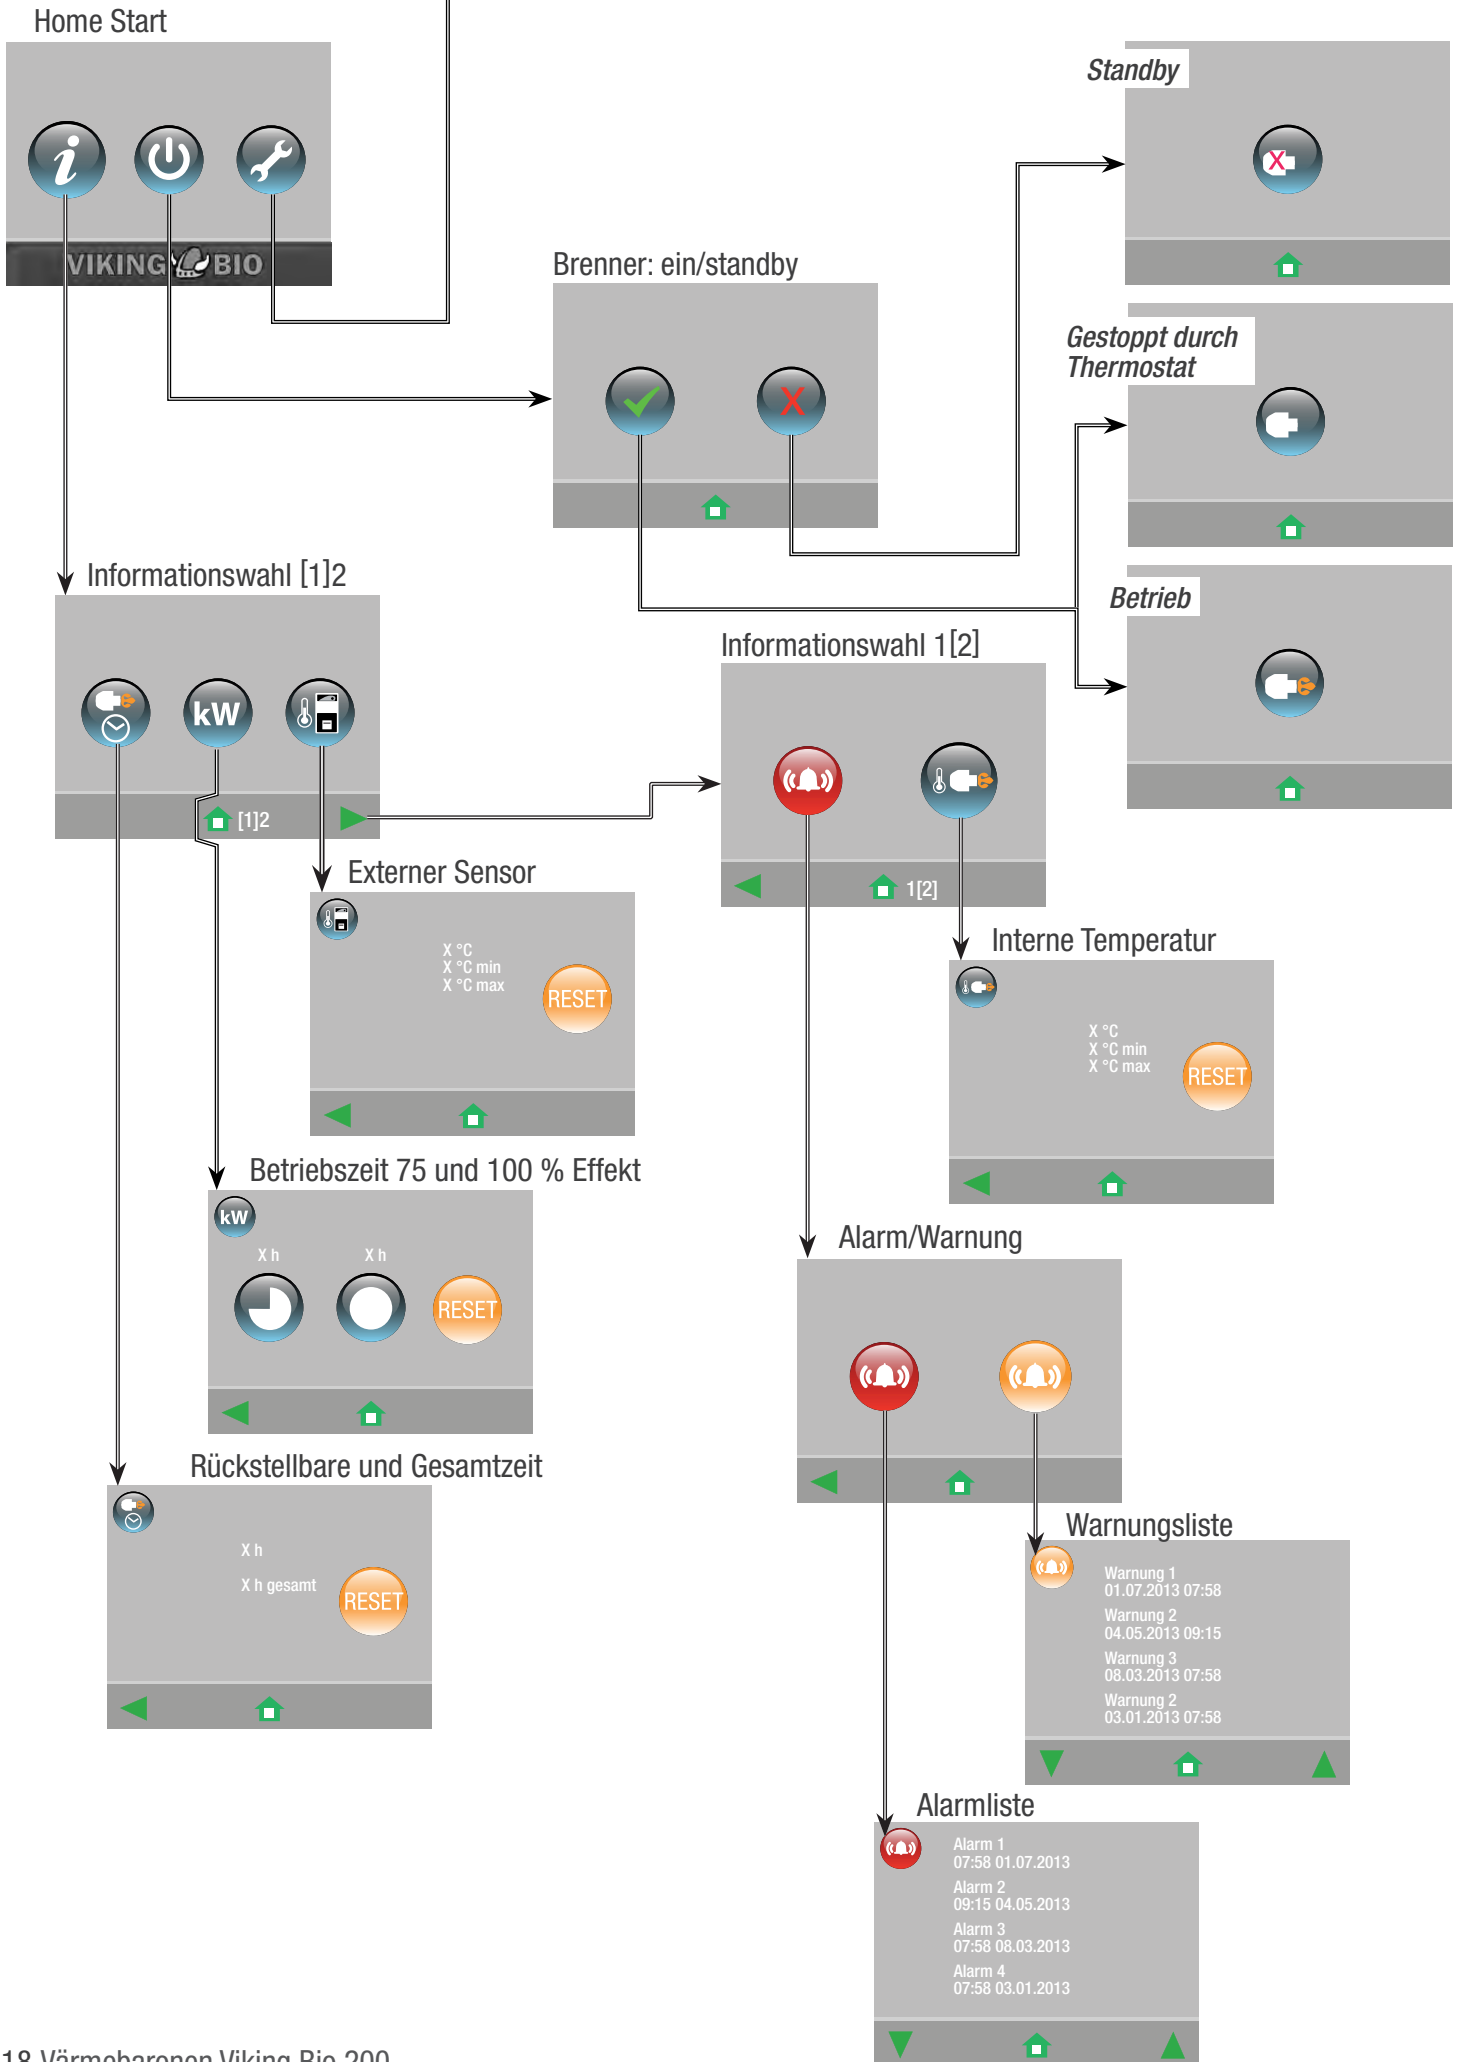 Home Start
VIKING BIO
Standby
Brenner: ein/standby
X
Gestoppt durch
Thermostat
Informationswahl [1]2
kW
[1]2
Betrieb
Informationswahl 1[2]
1[2]
Externer Sensor
X °C
X °C min
X °C max
RESET
Interne Temperatur
X °C
X °C min
X °C max
RESET
Betriebszeit 75 und 100 % Effekt
kW
X h
X h
RESET
Alarm/Warnung
Rückstellbare und Gesamtzeit
X h
X h gesamt
RESET
Warnungsliste
Warnung 1
01.07.2013 07:58
Warnung 2
04.05.2013 09:15
Warnung 3
08.03.2013 07:58
Warnung 2
03.01.2013 07:58
Alarmliste
Alarm 1
07:58 01.07.2013
Alarm 2
09:15 04.05.2013
Alarm 3
07:58 08.03.2013
Alarm 4
07:58 03.01.2013
18 Värmebaronen Viking Bio 200